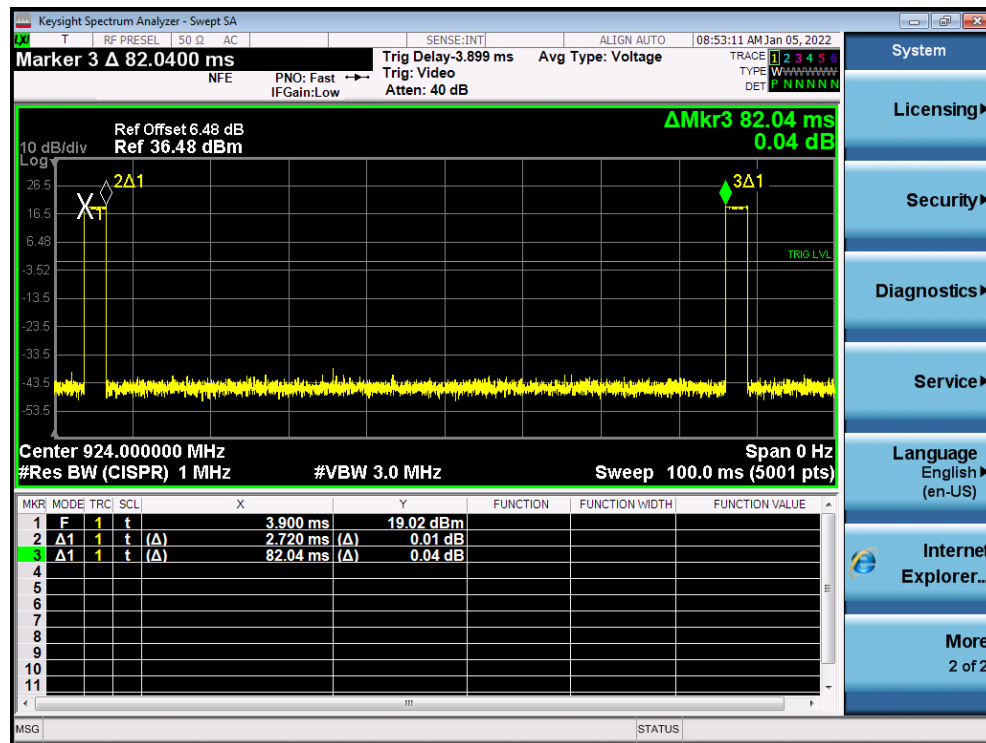 Keysight Spectrum Analyzer - Swept SA
LXI T RF PRESEL 50 Ω AC SENSE:INT ALIGN AUTO 08:53:11 AM Jan 05, 2022
Marker 3 Δ 82.0400 ms
NFE
PNO: Fast
IFGain:Low
Trig Delay-3.899 ms
Trig: Video
Atten: 40 dB
Avg Type: Voltage
TRACE 1 2 3 4 5 6
TYPE WWWWWWW
DET P N N N N N
ΔMkr3 82.04 ms
0.04 dB
Ref Offset 6.48 dB
10 dB/div Ref 36.48 dBm
Log
26.5
16.5
6.48
-3.52
-13.5
-23.5
-33.5
-43.5
-53.5
2Δ1
3Δ1
TRIG LVL
Center 924.000000 MHz Span 0 Hz
#Res BW (CISPR) 1 MHz #VBW 3.0 MHz Sweep 100.0 ms (5001 pts)
MKR MODE TRC SCL X Y FUNCTION FUNCTION WIDTH FUNCTION VALUE
1 F 1 t 3.900 ms 19.02 dBm
2 Δ1 1 t (Δ) 2.720 ms (Δ) 0.01 dB
3 Δ1 1 t (Δ) 82.04 ms (Δ) 0.04 dB
4
5
6
7
8
9
10
11
MSG STATUS
System
Licensing
Security
Diagnostics
Service
Language
English
(en-US)
Internet
Explorer...
More
2 of 2